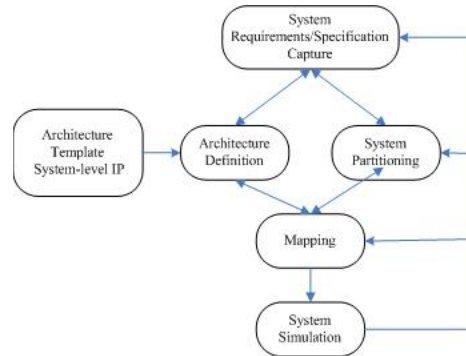 System
Requirements/Specification
Capture
Architecture
Template
System-level IP
Architecture
Definition
System
Partitioning
Mapping
System
Simulation